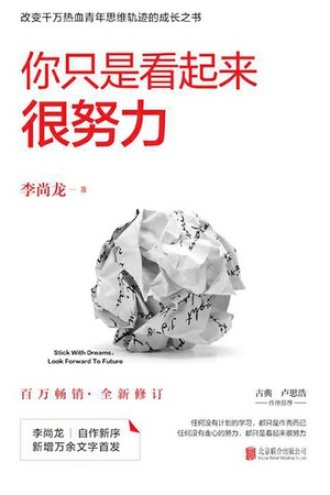 改变千万热血青年思维轨迹的成长之书
你只是看起来
很努力
李尚龙 一著
Stick With Dreams,
Look Forward To Future
百万畅销·全新修订
古典 卢思浩
作序推荐
李尚龙 | 自作新序
新增万余文字首发
任何没有计划的学习,都只是作秀而已
任何没有走心的努力,都只是看起来很努力
北京联合出版公司